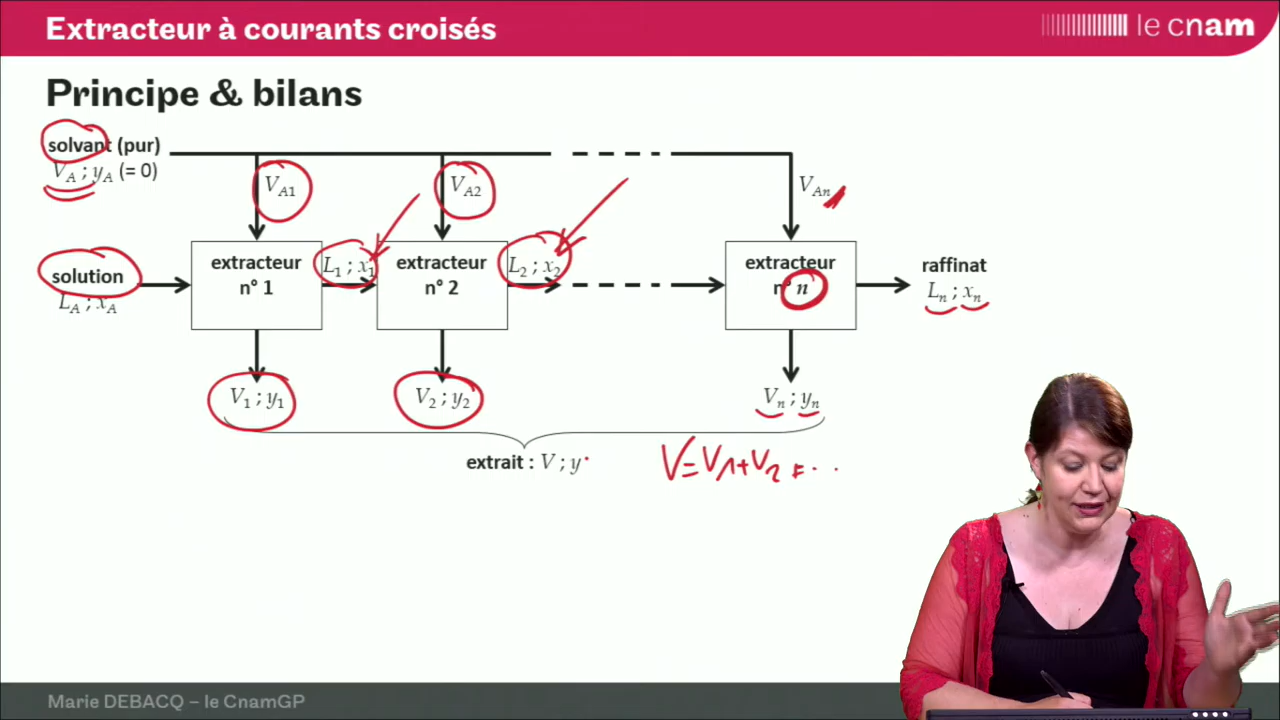 Extracteur à courants croisés
le cnam
Principe & bilans
solvant (pur)
V_A ; y_A (= 0)
V_A1
V_A2
V_An
solution
L_A ; x_A
extracteur
n° 1
L_1 ; x_1
extracteur
n° 2
L_2 ; x_2
extracteur
n° n
raffinat
L_n ; x_n
V_1 ; y_1
V_2 ; y_2
V_n ; y_n
extrait : V ; y
V=V1+V2+...
Marie DEBACQ – le CnamGP